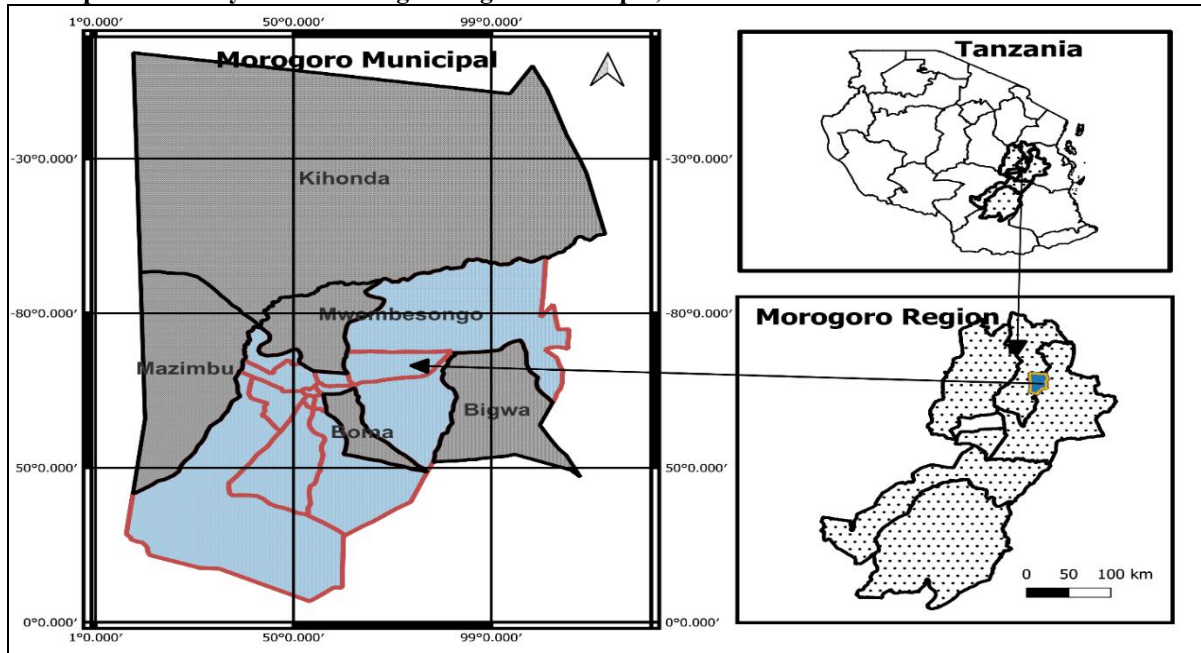 1°0.000' 50°0.000' 99°0.000'
Morogoro Municipal
Tanzania
-30°0.000' -30°0.000'
Kihonda
-80°0.000' -80°0.000'
Mwembesongo
Morogoro Region
Mazimbu
Bigwa
Boma
50°0.000' 50°0.000'
0 50 100 km
0°0.000' 0°0.000'
1°0.000' 50°0.000' 99°0.000'